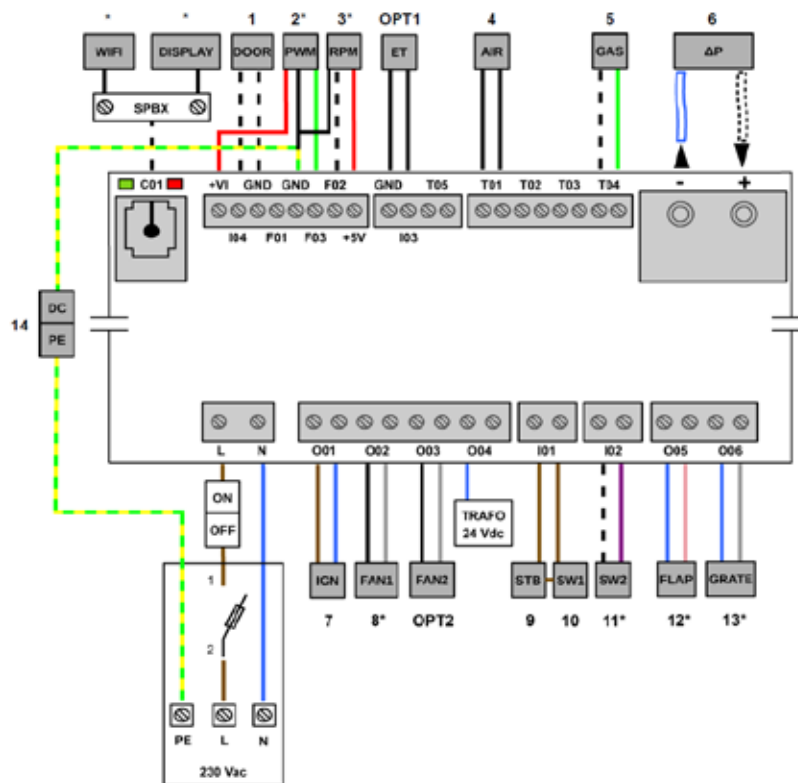 * * 1 2* 3* OPT1 4 5 6
WIFI DISPLAY DOOR PWM RPM ET AIR GAS ΔP
SPBX
- +
C01 +VI GND GND F02 GND T05 T01 T02 T03 T04
I04 F01 F03 +5V I03
14
DC
PE
L N O01 O02 O03 O04 I01 I02 O05 O06
ON
OFF
TRAFO
24 Vdc
IGN FAN1 FAN2 STB SW1 SW2 FLAP GRATE
7 8* OPT2 9 10 11* 12* 13*
1
2
PE L N
230 Vac